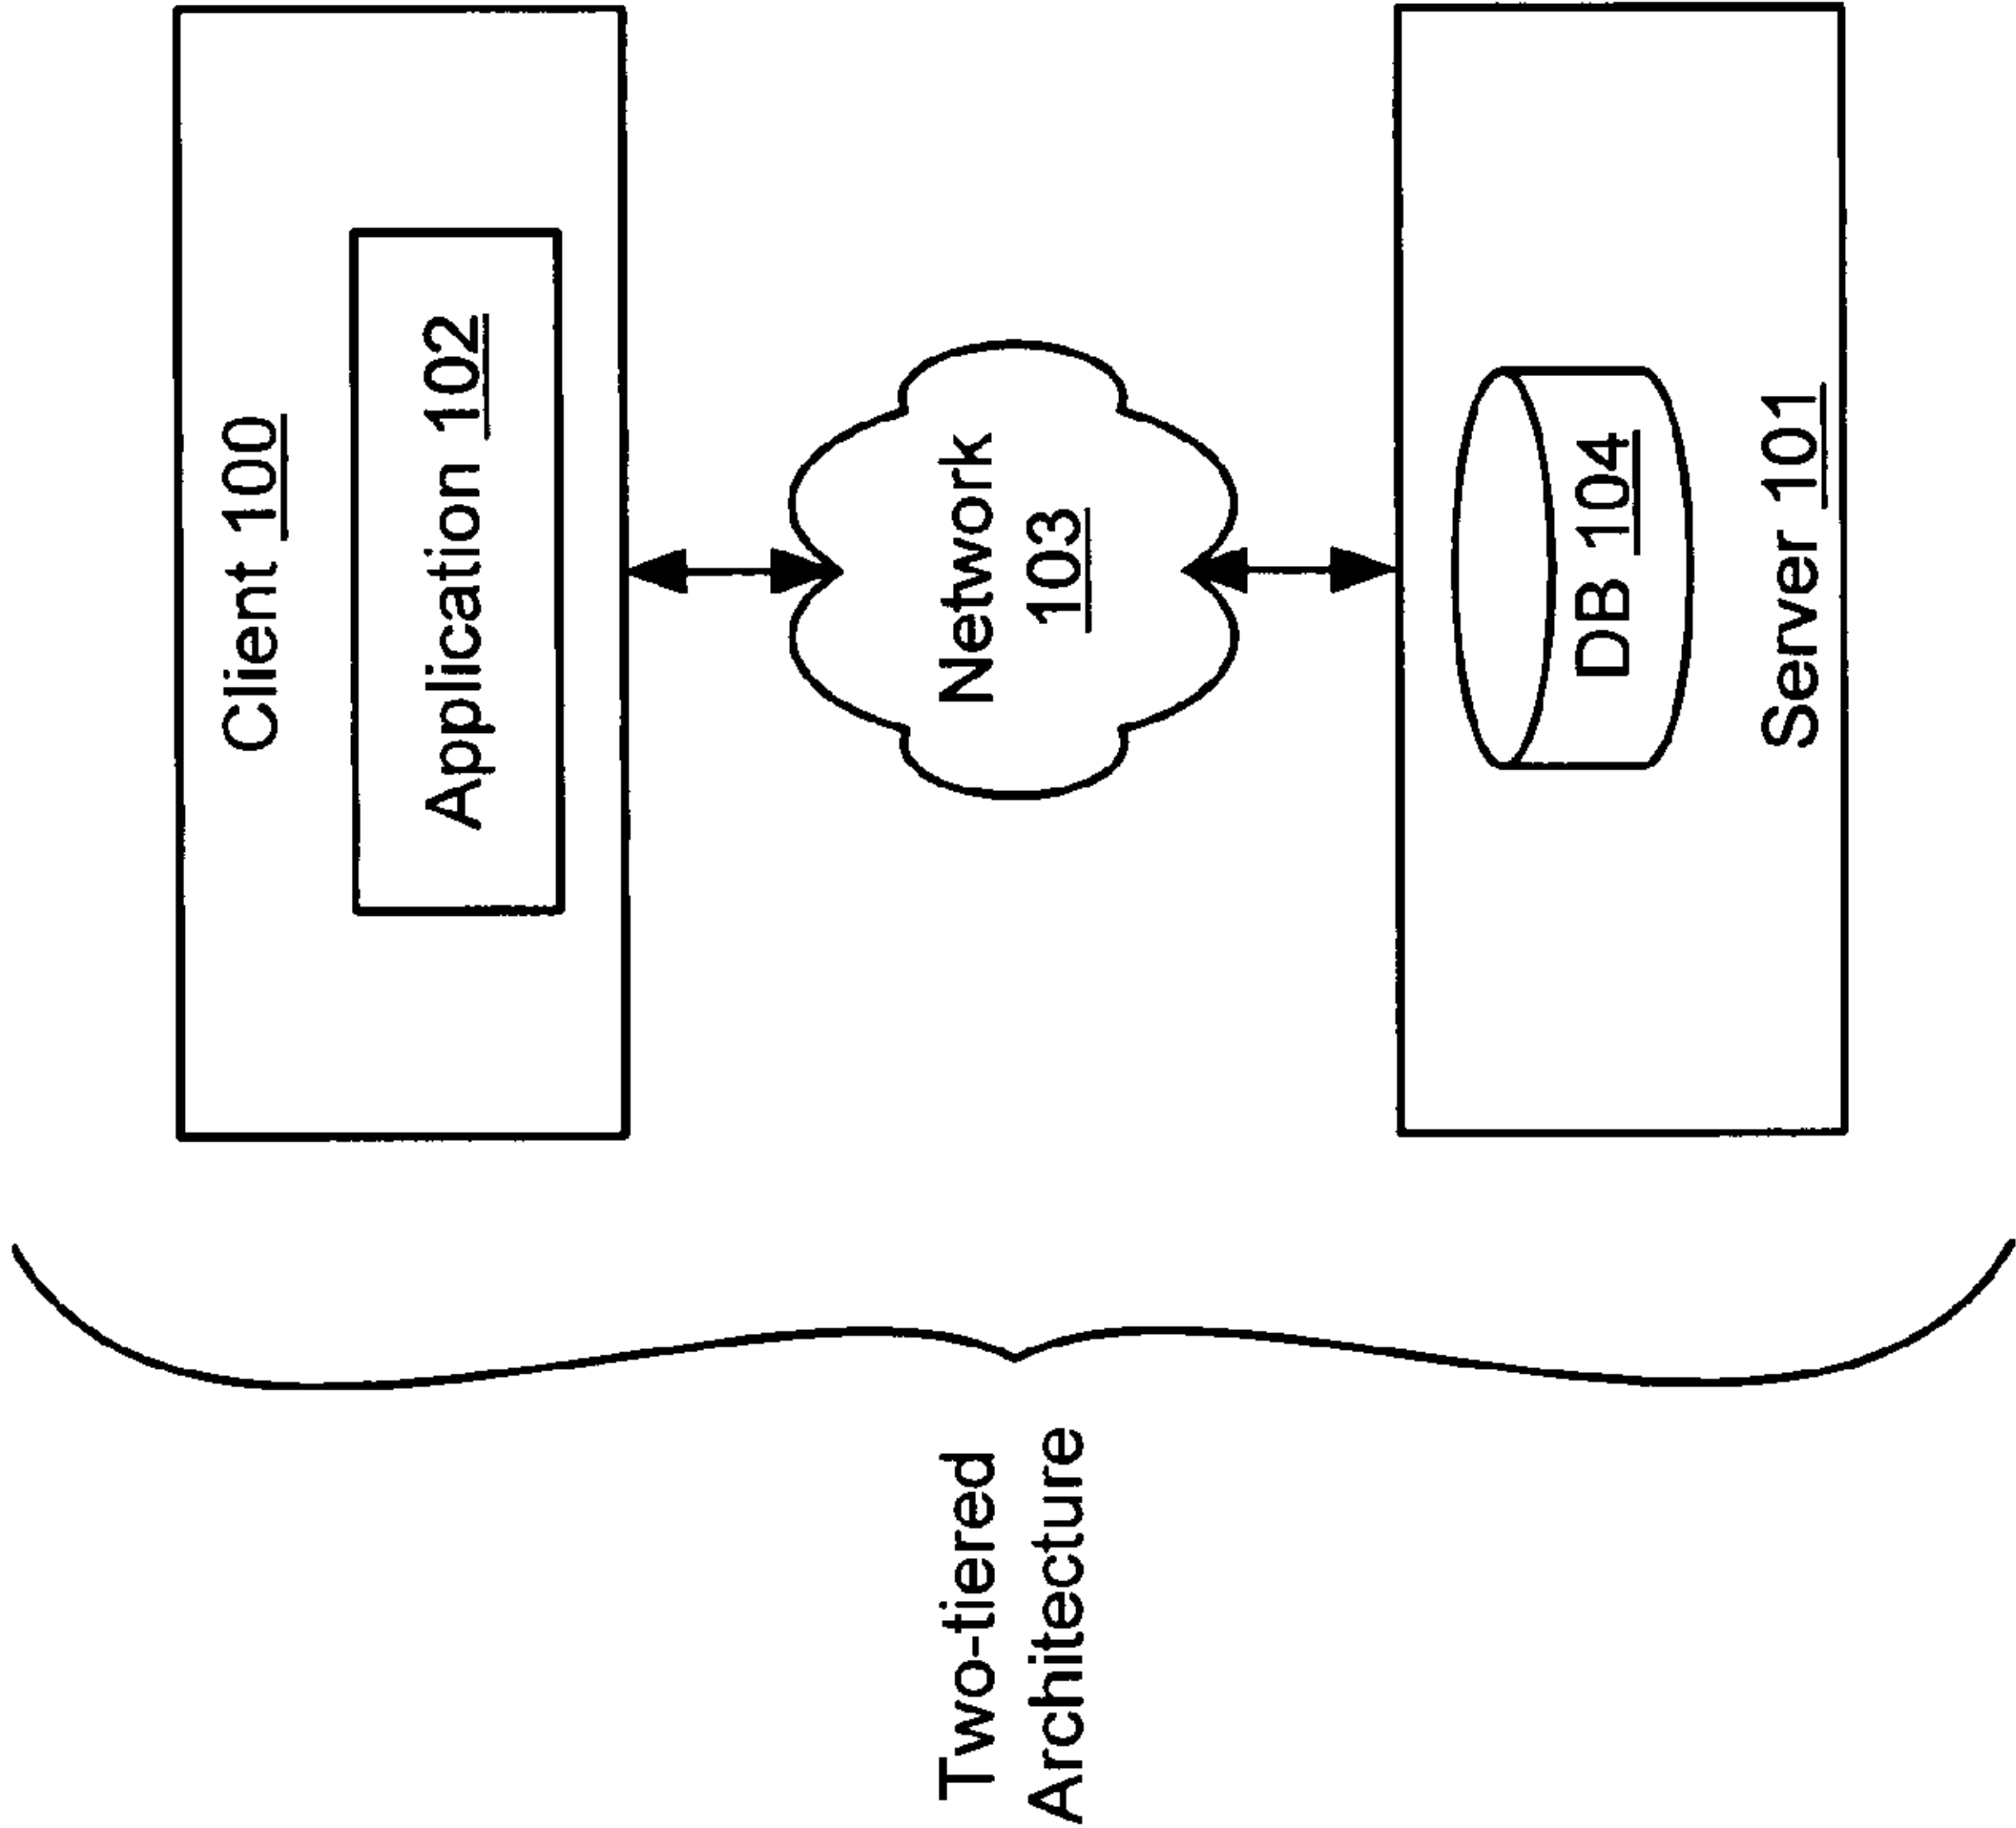 Client 100
Application 102
Network
103
DB 104
Server 101
Two-tiered
Architecture